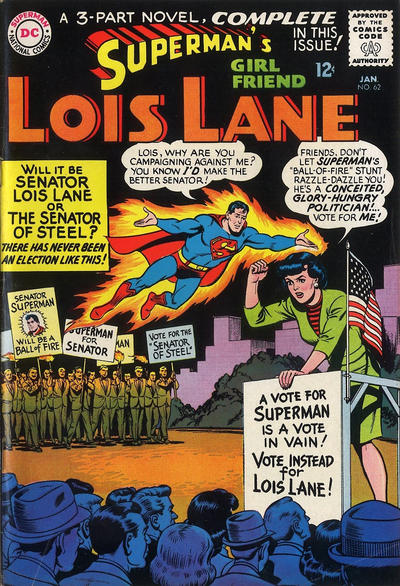 A 3-PART NOVEL, COMPLETE
IN THIS
ISSUE!
DC
SUPERMAN
NATIONAL COMICS
APPROVED
BY THE
COMICS
CODE
CA
AUTHORITY
SUPERMAN'S
GIRL
FRIEND
12¢
JAN.
NO. 62
LOIS LANE
WILL IT BE
SENATOR
LOIS LANE
OR
THE SENATOR
OF STEEL?
THERE HAS NEVER BEEN
AN ELECTION LIKE THIS!
LOIS, WHY ARE YOU
CAMPAIGNING AGAINST ME?
YOU KNOW I'D MAKE THE
BETTER SENATOR!
FRIENDS, DON'T
LET SUPERMAN'S
"BALL-OF-FIRE" STUNT
RAZZLE-DAZZLE YOU!
HE'S A CONCEITED,
GLORY-HUNGRY
POLITICIAN!...
VOTE FOR ME!
S
SENATOR
SUPERMAN
WILL BE A
BALL OF FIRE
SUPERMAN
FOR
SENATOR
MAN
VOTE FOR THE
"SENATOR
OF STEEL"
A VOTE FOR
SUPERMAN
IS A VOTE
IN VAIN!
VOTE INSTEAD
for
LOIS LANE!